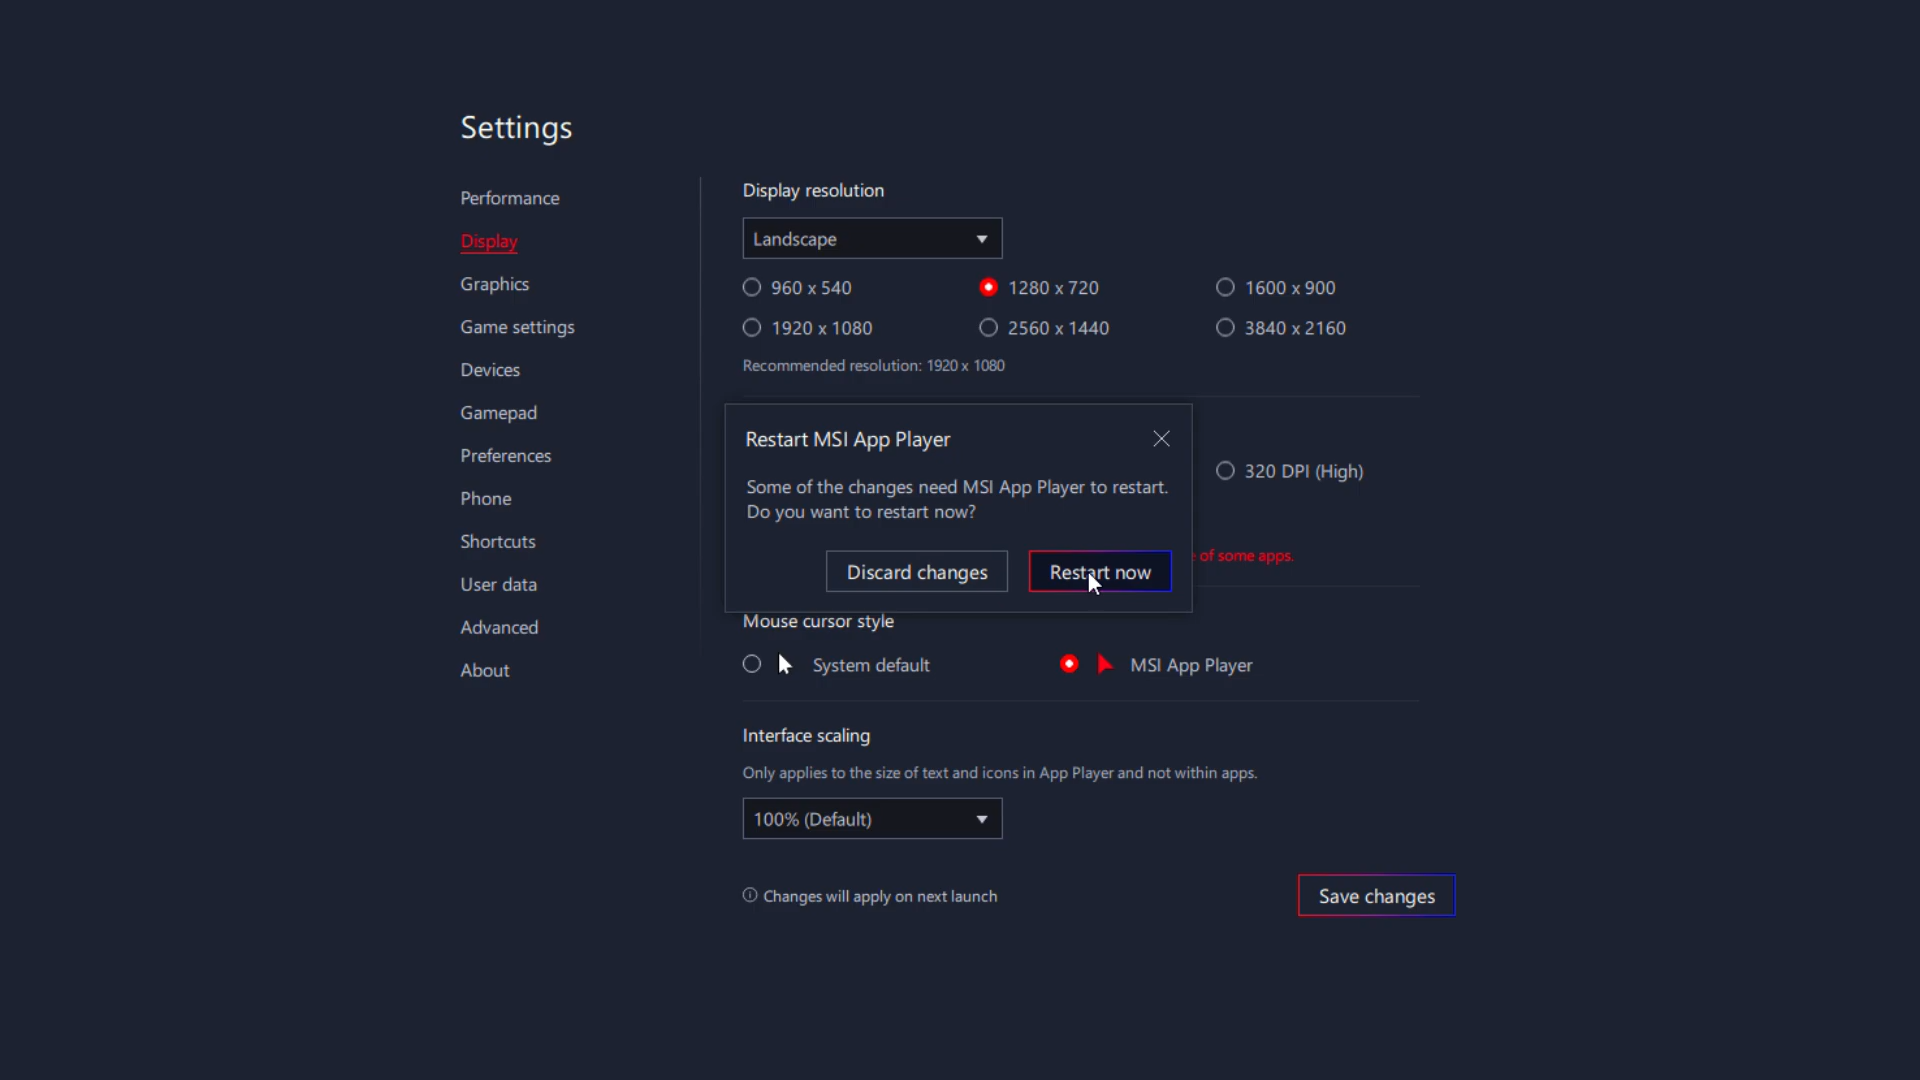 Settings
Performance
Display
Graphics
Game settings
Devices
Gamepad
Preferences
Phone
Shortcuts
User data
Advanced
About
Display resolution
Landscape
960 x 540
1280 x 720
1600 x 900
1920 x 1080
2560 x 1440
3840 x 2160
Recommended resolution: 1920 x 1080
320 DPI (High)
of some apps.
Restart MSI App Player
Some of the changes need MSI App Player to restart.
Do you want to restart now?
Discard changes
Restart now
Mouse cursor style
System default
MSI App Player
Interface scaling
Only applies to the size of text and icons in App Player and not within apps.
100% (Default)
Changes will apply on next launch
Save changes